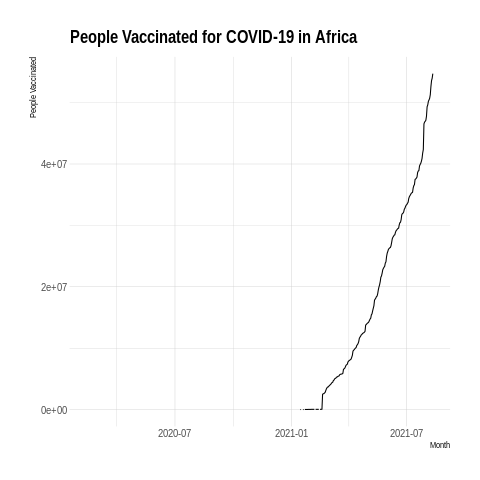 People Vaccinated for COVID-19 in Africa
People Vaccinated
4e+07
2e+07
0e+00
2020-07
2021-01
2021-07
Month